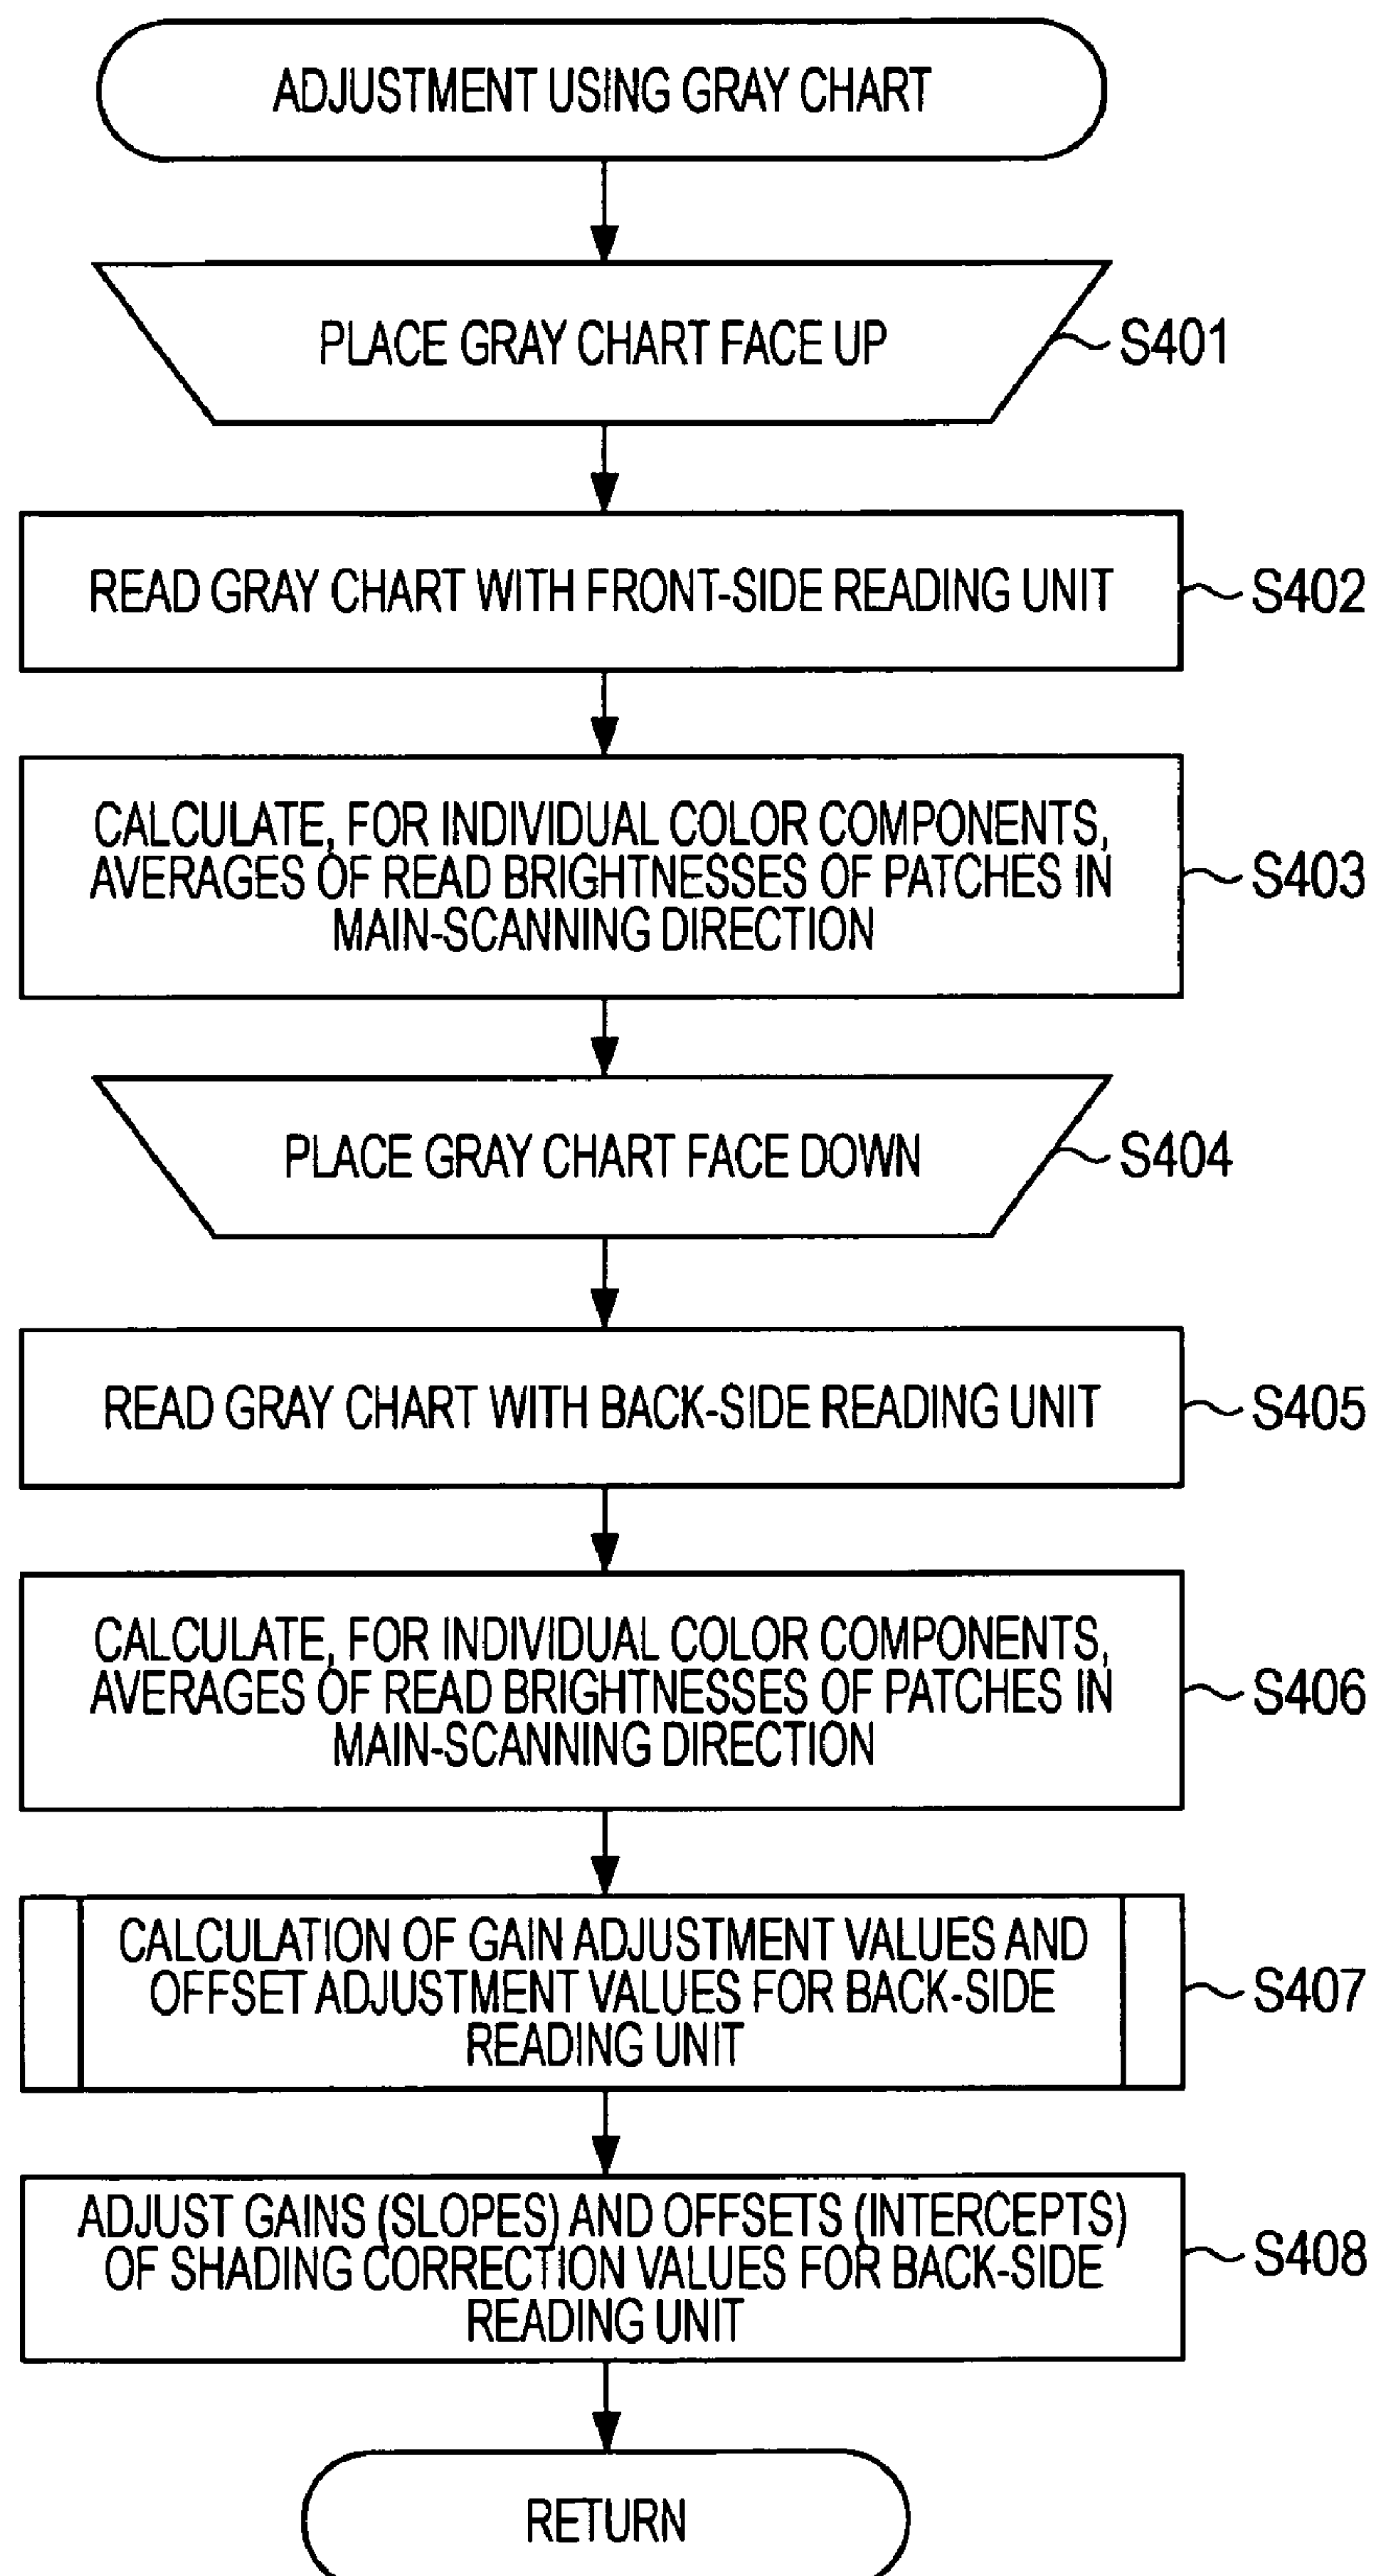 ADJUSTMENT USING GRAY CHART
PLACE GRAY CHART FACE UP
S401
READ GRAY CHART WITH FRONT-SIDE READING UNIT
S402
CALCULATE, FOR INDIVIDUAL COLOR COMPONENTS,
AVERAGES OF READ BRIGHTNESSES OF PATCHES IN
MAIN-SCANNING DIRECTION
S403
PLACE GRAY CHART FACE DOWN
S404
READ GRAY CHART WITH BACK-SIDE READING UNIT
S405
CALCULATE, FOR INDIVIDUAL COLOR COMPONENTS,
AVERAGES OF READ BRIGHTNESSES OF PATCHES IN
MAIN-SCANNING DIRECTION
S406
CALCULATION OF GAIN ADJUSTMENT VALUES AND
OFFSET ADJUSTMENT VALUES FOR BACK-SIDE
READING UNIT
S407
ADJUST GAINS (SLOPES) AND OFFSETS (INTERCEPTS)
OF SHADING CORRECTION VALUES FOR BACK-SIDE
READING UNIT
S408
RETURN